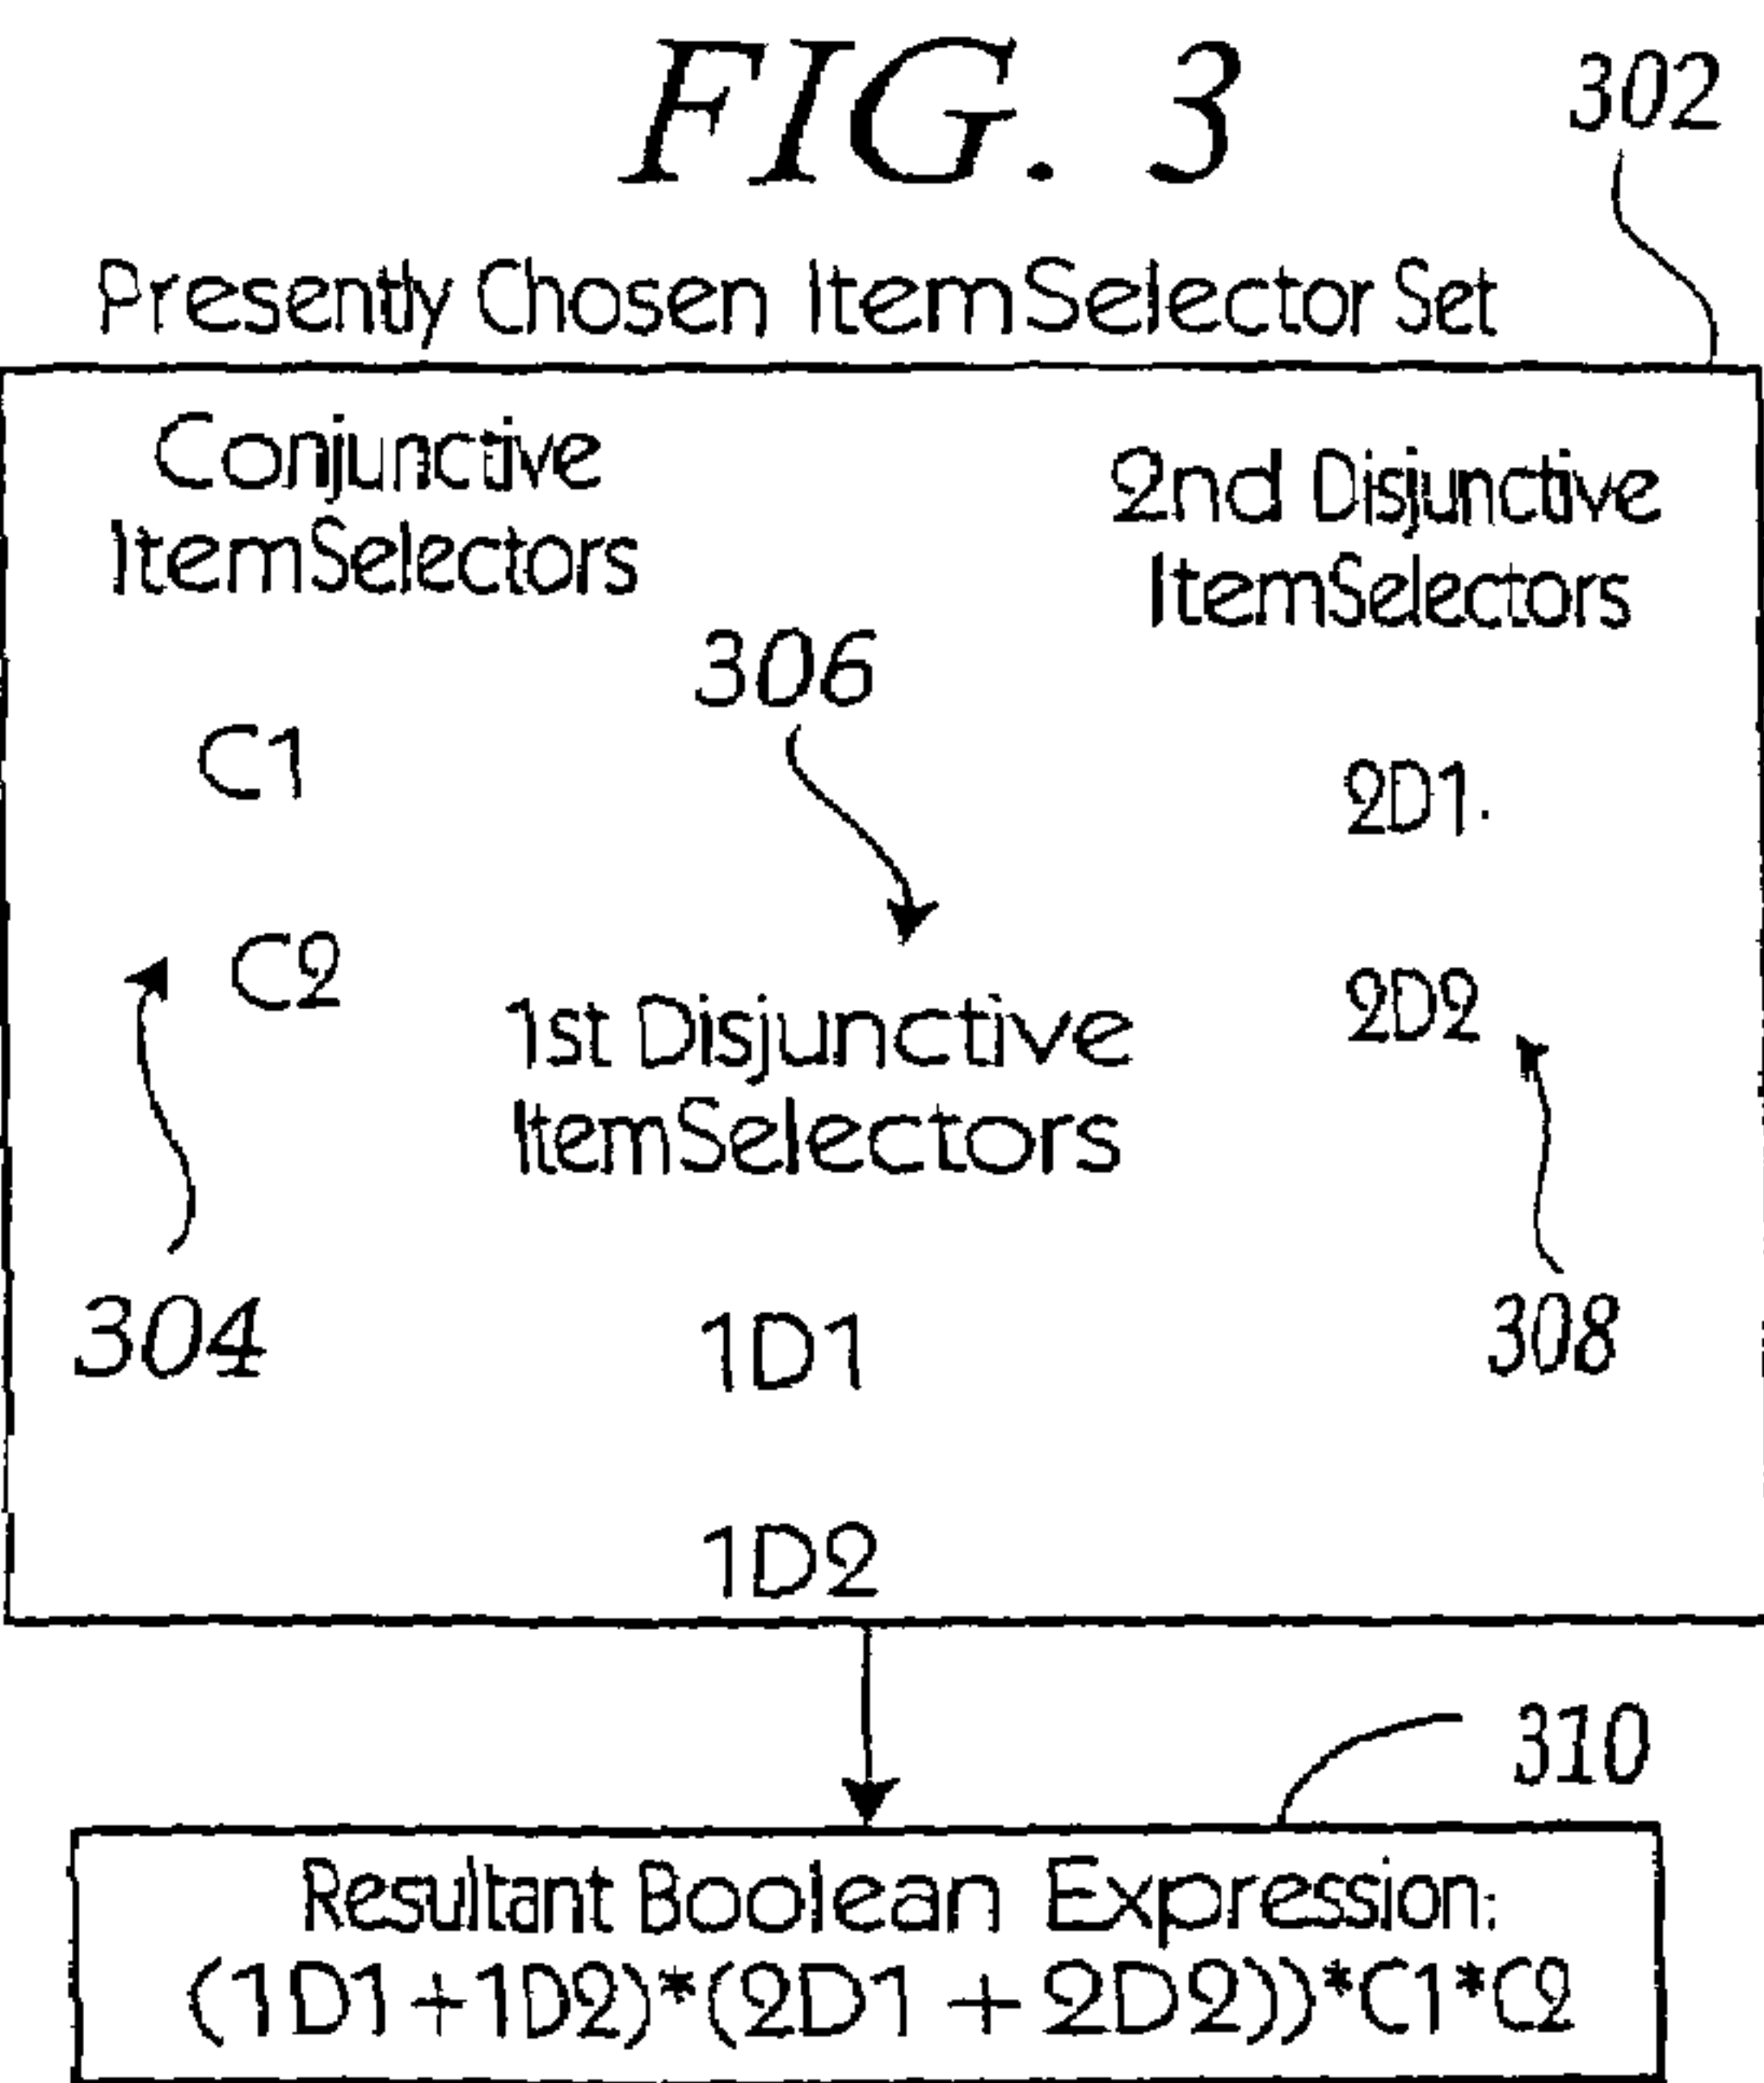 FIG. 3
302
Presently Chosen ItemSelector Set
Conjunctive
ItemSelectors
2nd Disjunctive
ItemSelectors
306
C1
2D1.
C2
2D2
1st Disjunctive
ItemSelectors
304
1D1
308
1D2
310
Resultant Boolean Expression:
(1D1+1D2)*(2D1 + 2D2))*C1*C2